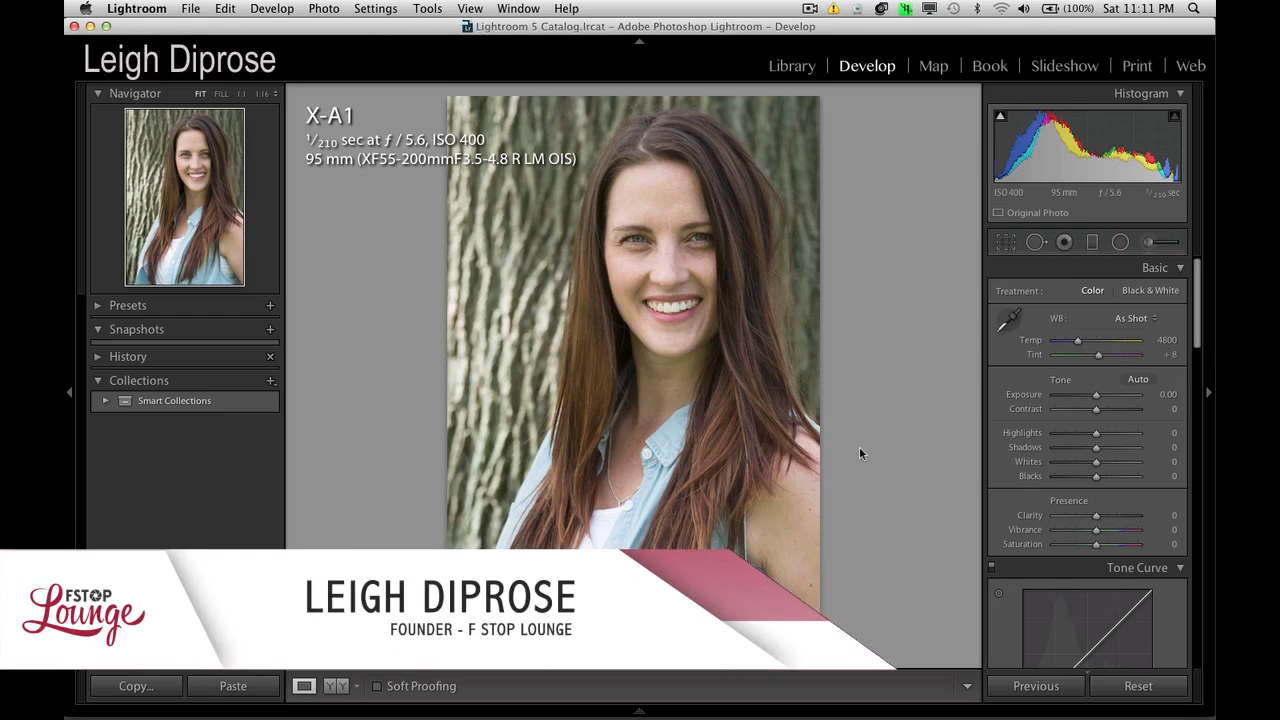 Lightroom File Edit Develop Photo Settings Tools View Window Help (100%) Sat 11:11 PM
Lightroom 5 Catalog.lrcat – Adobe Photoshop Lightroom – Develop
Leigh Diprose
Library | Develop | Map | Book | Slideshow | Print | Web
Navigator FIT FILL 1:1 1:16
Histogram
X-A1
1/210 sec at ƒ / 5.6, ISO 400
95 mm (XF55-200mmF3.5-4.8 R LM OIS)
ISO 400 95 mm ƒ / 5.6 1/210 sec
Original Photo
Basic
Treatment : Color | Black & White
WB : As Shot
Temp 4800
Tint + 8
Tone Auto
Exposure 0.00
Contrast 0
Highlights 0
Shadows 0
Whites 0
Blacks 0
Presence
Clarity 0
Vibrance 0
Saturation 0
Tone Curve
Presets
Snapshots
History
Collections
Smart Collections
FSTOP
Lounge
LEIGH DIPROSE
FOUNDER - F STOP LOUNGE
Copy... Paste
Y Y
Soft Proofing
Previous Reset